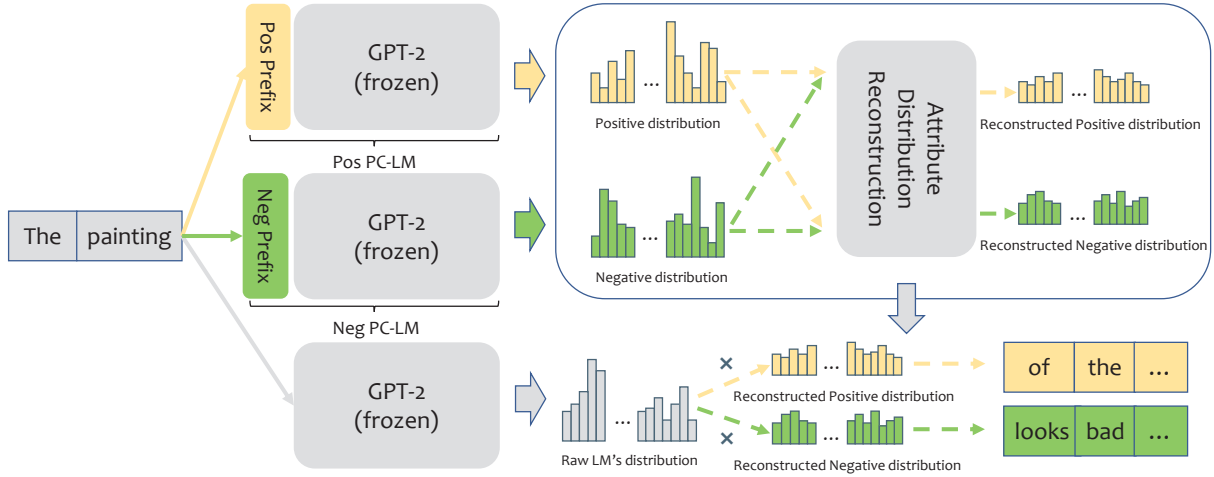 Pos Prefix
GPT-2
(frozen)
Pos PC-LM
Neg Prefix
GPT-2
(frozen)
Neg PC-LM
The painting
GPT-2
(frozen)
...
Positive distribution
...
Negative distribution
Attribute
Distribution
Reconstruction
...
Reconstructed Positive distribution
...
Reconstructed Negative distribution
...
Raw LM's distribution
×
...
Reconstructed Positive distribution
×
...
Reconstructed Negative distribution
of the ...
looks bad ...